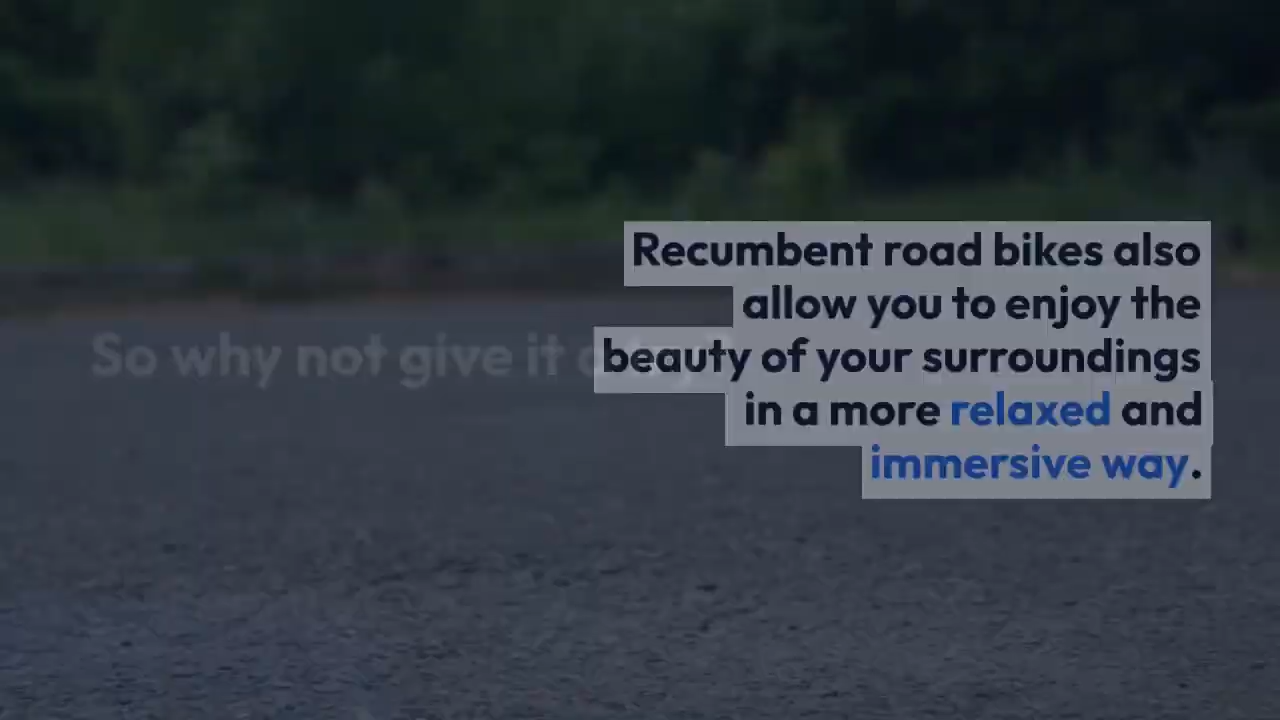 Recumbent road bikes also
allow you to enjoy the
beauty of your surroundings
in a more relaxed and
immersive way.
So why not give it